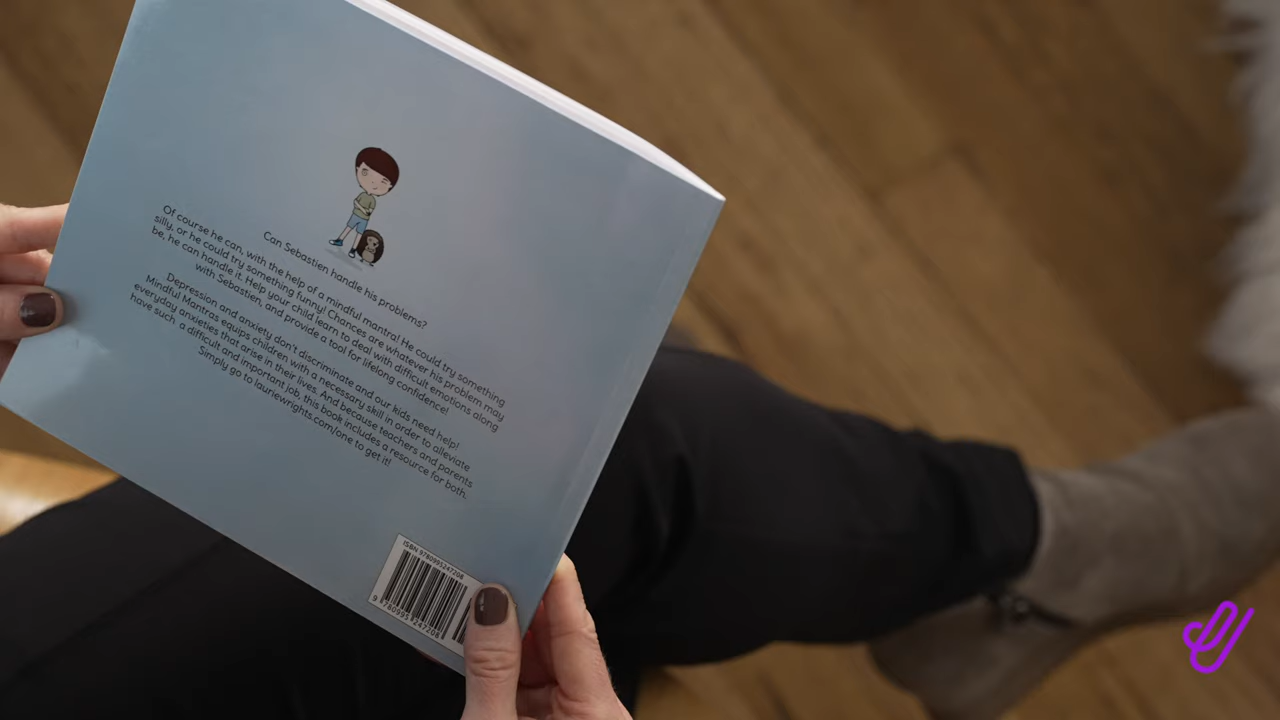 Can Sebastien handle his problems?
Of course he can, with the help of a mindful mantra! He could try something
silly, or he could try something funny! Chances are whatever his problem may
be, he can handle it. Help your child learn to deal with difficult emotions along
with Sebastien, and provide a tool for lifelong confidence!
Depression and anxiety don't discriminate and our kids need help!
Mindful Mantras equips children with a necessary skill in order to alleviate
everyday anxieties that arise in their lives. And because teachers and parents
have such a difficult and important job, this book includes a resource for both.
Simply go to lauriewrights.com/one to get it!
ISBN 9780995247208
9 780995 247208